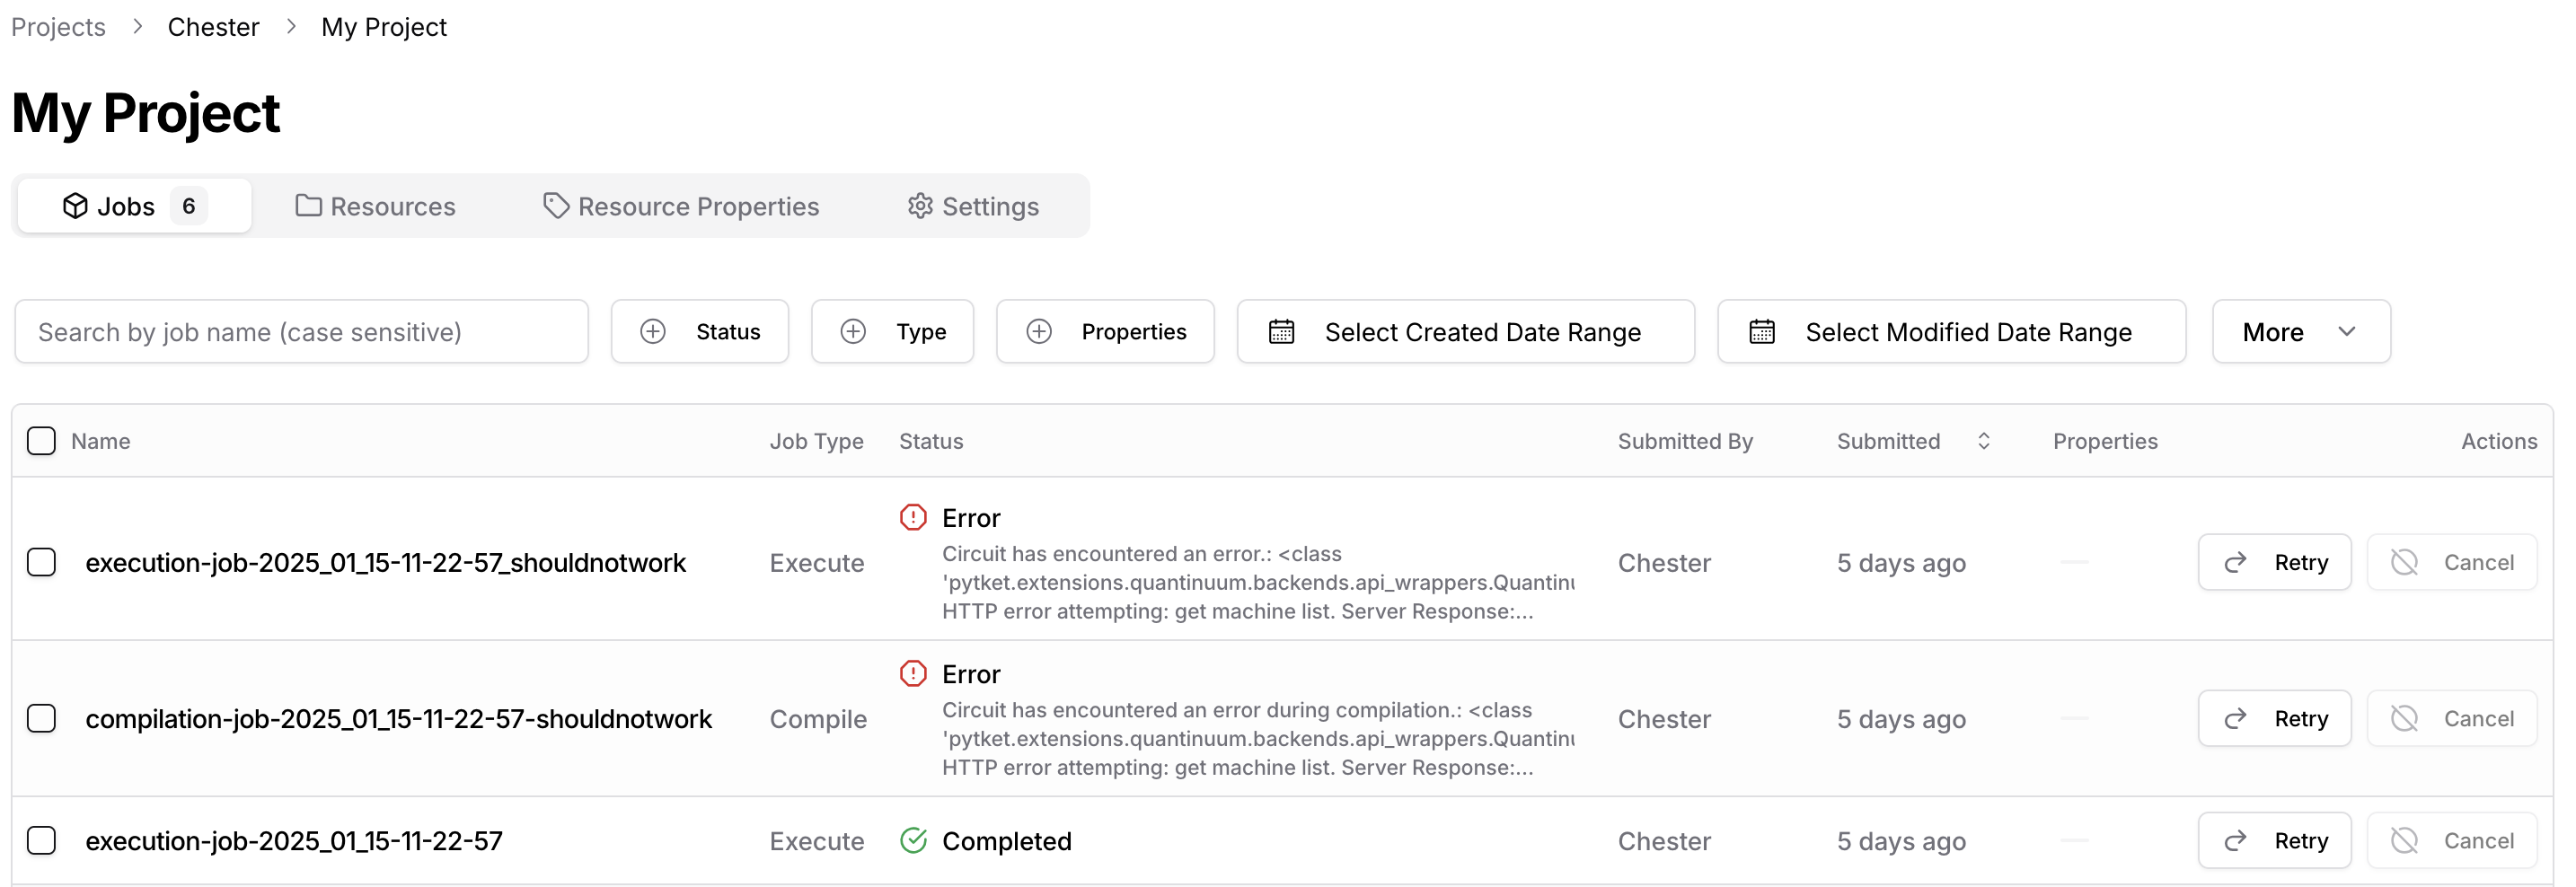 Projects > Chester > My Project
My Project
Jobs 6 Resources Resource Properties Settings
Search by job name (case sensitive) Status Type Properties Select Created Date Range Select Modified Date Range More
Name Job Type Status Submitted By Submitted Properties Actions
execution-job-2025_01_15-11-22-57_shouldnotwork Execute Error Chester 5 days ago — Retry Cancel
Circuit has encountered an error.: <class
'pytket.extensions.quantinuum.backends.api_wrappers.Quantinu
HTTP error attempting: get machine list. Server Response:...
compilation-job-2025_01_15-11-22-57-shouldnotwork Compile Error Chester 5 days ago — Retry Cancel
Circuit has encountered an error during compilation.: <class
'pytket.extensions.quantinuum.backends.api_wrappers.Quantinu
HTTP error attempting: get machine list. Server Response:...
execution-job-2025_01_15-11-22-57 Execute Completed Chester 5 days ago — Retry Cancel